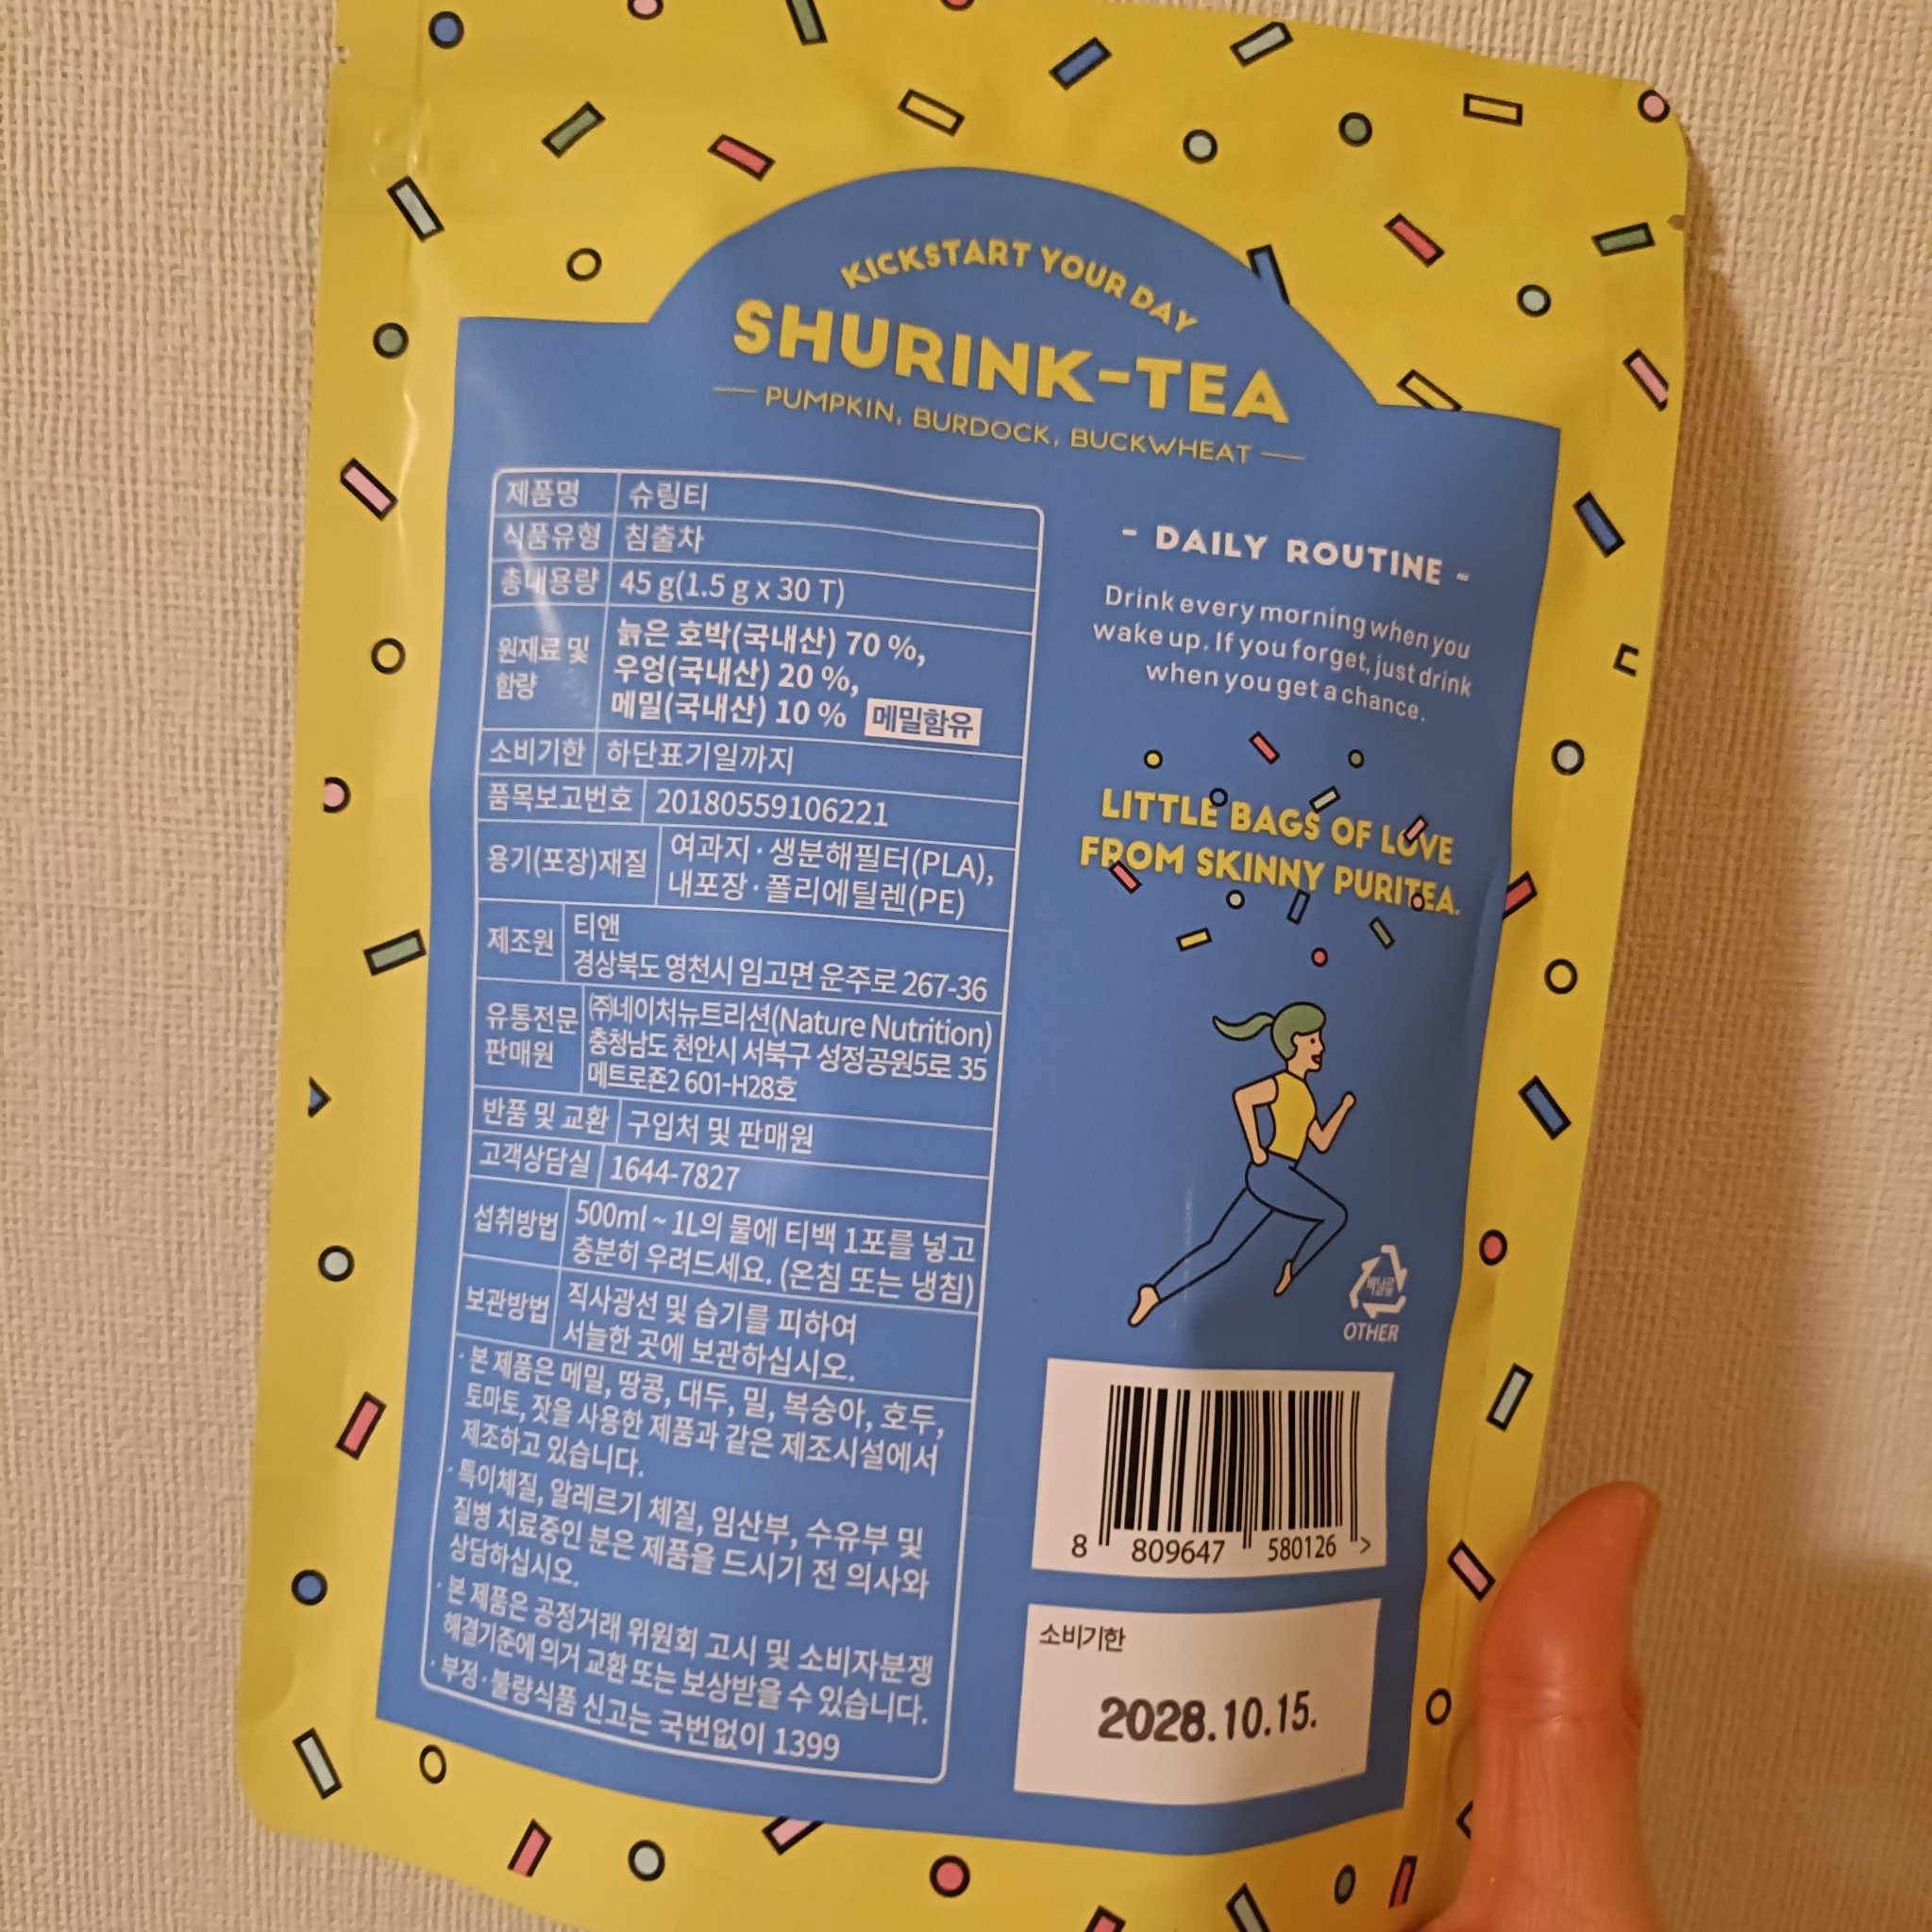 KICKSTART YOUR DAY
SHURINK-TEA
PUMPKIN, BURDOCK, BUCKWHEAT
제품명 슈링티
식품유형 침출차
총내용량 45 g(1.5 g x 30 T)
원재료 및
함량
늙은 호박(국내산) 70 %,
우엉(국내산) 20 %,
메밀(국내산) 10 % 메밀함유
소비기한 하단표기일까지
품목보고번호 20180559106221
용기(포장)재질
여과지·생분해필터(PLA),
내포장·폴리에틸렌(PE)
제조원
티앤
경상북도 영천시 임고면 운주로 267-36
유통전문
판매원
㈜네이처뉴트리션(Nature Nutrition)
충청남도 천안시 서북구 성정공원5로 35
메트로죤2 601-H28호
반품 및 교환 구입처 및 판매원
고객상담실 1644-7827
섭취방법
500ml ~ 1L의 물에 티백 1포를 넣고
충분히 우려드세요. (온침 또는 냉침)
보관방법
직사광선 및 습기를 피하여
서늘한 곳에 보관하십시오.
· 본 제품은 메밀, 땅콩, 대두, 밀, 복숭아, 호두,
토마토, 잣을 사용한 제품과 같은 제조시설에서
제조하고 있습니다.
· 특이체질, 알레르기 체질, 임산부, 수유부 및
질병 치료중인 분은 제품을 드시기 전 의사와
상담하십시오.
· 본 제품은 공정거래 위원회 고시 및 소비자분쟁
해결기준에 의거 교환 또는 보상받을 수 있습니다.
· 부정·불량식품 신고는 국번없이 1399
- DAILY ROUTINE -
Drink every morning when you
wake up. If you forget, just drink
when you get a chance.
LITTLE BAGS OF LOVE
FROM SKINNY PURITEA.
OTHER
8 809647 580126 >
소비기한
2028.10.15.